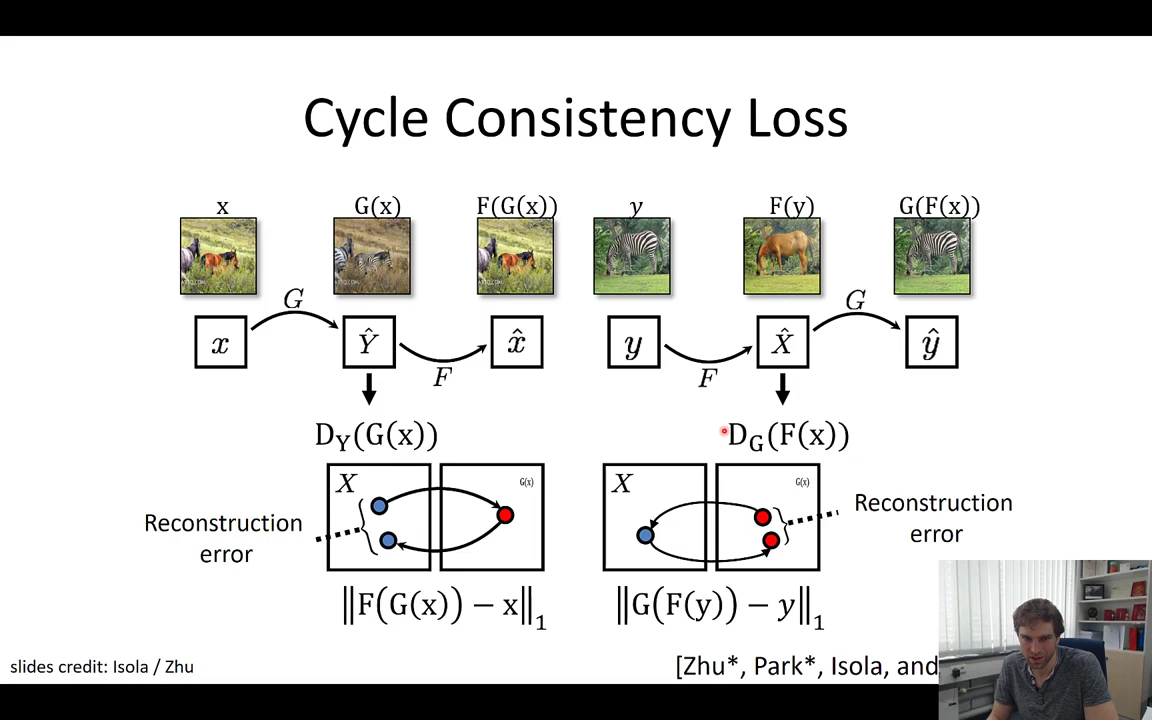 Cycle Consistency Loss
x G(x) F(G(x)) y F(y) G(F(x))
G G
x Ŷ x̂ y X̂ ŷ
F F
D_Y(G(x)) D_G(F(x))
X G(x) X G(x)
Reconstruction
error
Reconstruction
error
‖F(G(x)) − x‖₁ ‖G(F(y)) − y‖₁
slides credit: Isola / Zhu
[Zhu*, Park*, Isola, and